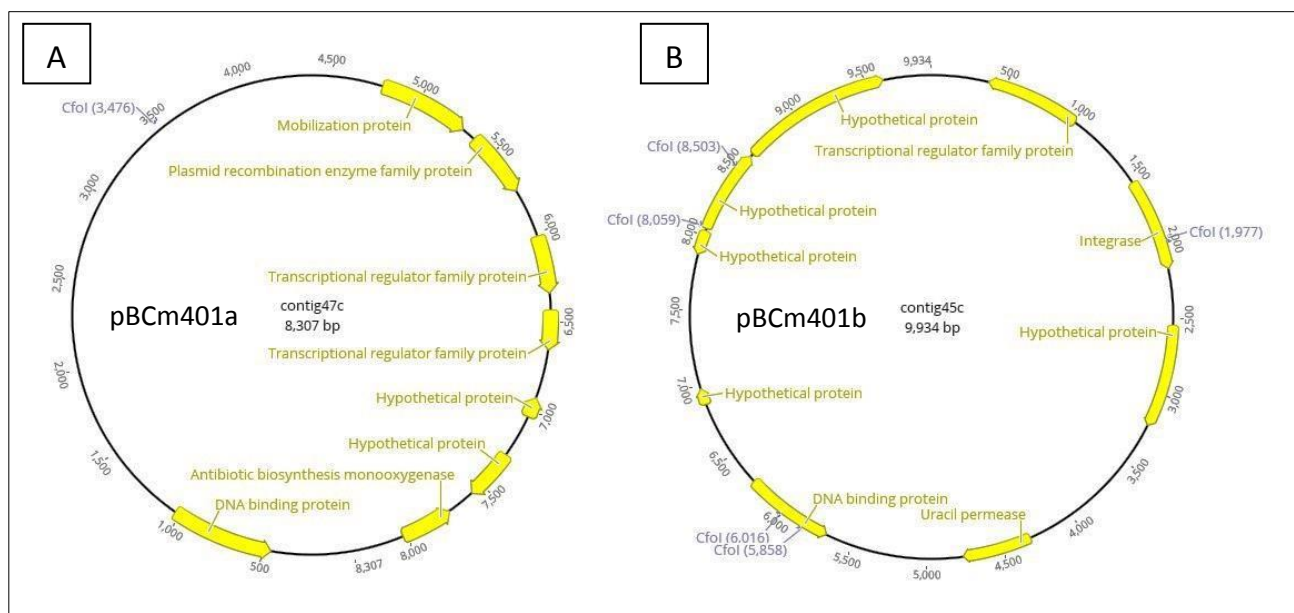 A
4,500
5,000
Mobilization protein
5,500
Plasmid recombination enzyme family protein
6,000
Transcriptional regulator family protein
6,500
Transcriptional regulator family protein
Hypothetical protein
7,000
Hypothetical protein
7,500
Antibiotic biosynthesis monooxygenase
8,000
DNA binding protein
8,307
500
1,000
1,500
2,000
2,500
3,000
CfoI (3,476)
3,500
4,000
pBCm401a
contig47c
8,307 bp
B
9,934
500
1,000
Transcriptional regulator family protein
1,500
Integrase
2,000
CfoI (1,977)
2,500
Hypothetical protein
3,000
3,500
4,000
Uracil permease
4,500
5,000
5,500
DNA binding protein
CfoI (5,858)
CfoI (6,016)
6,000
6,500
7,000
Hypothetical protein
7,500
Hypothetical protein
8,000
CfoI (8,059)
Hypothetical protein
8,500
CfoI (8,503)
9,000
Hypothetical protein
9,500
pBCm401b
contig45c
9,934 bp